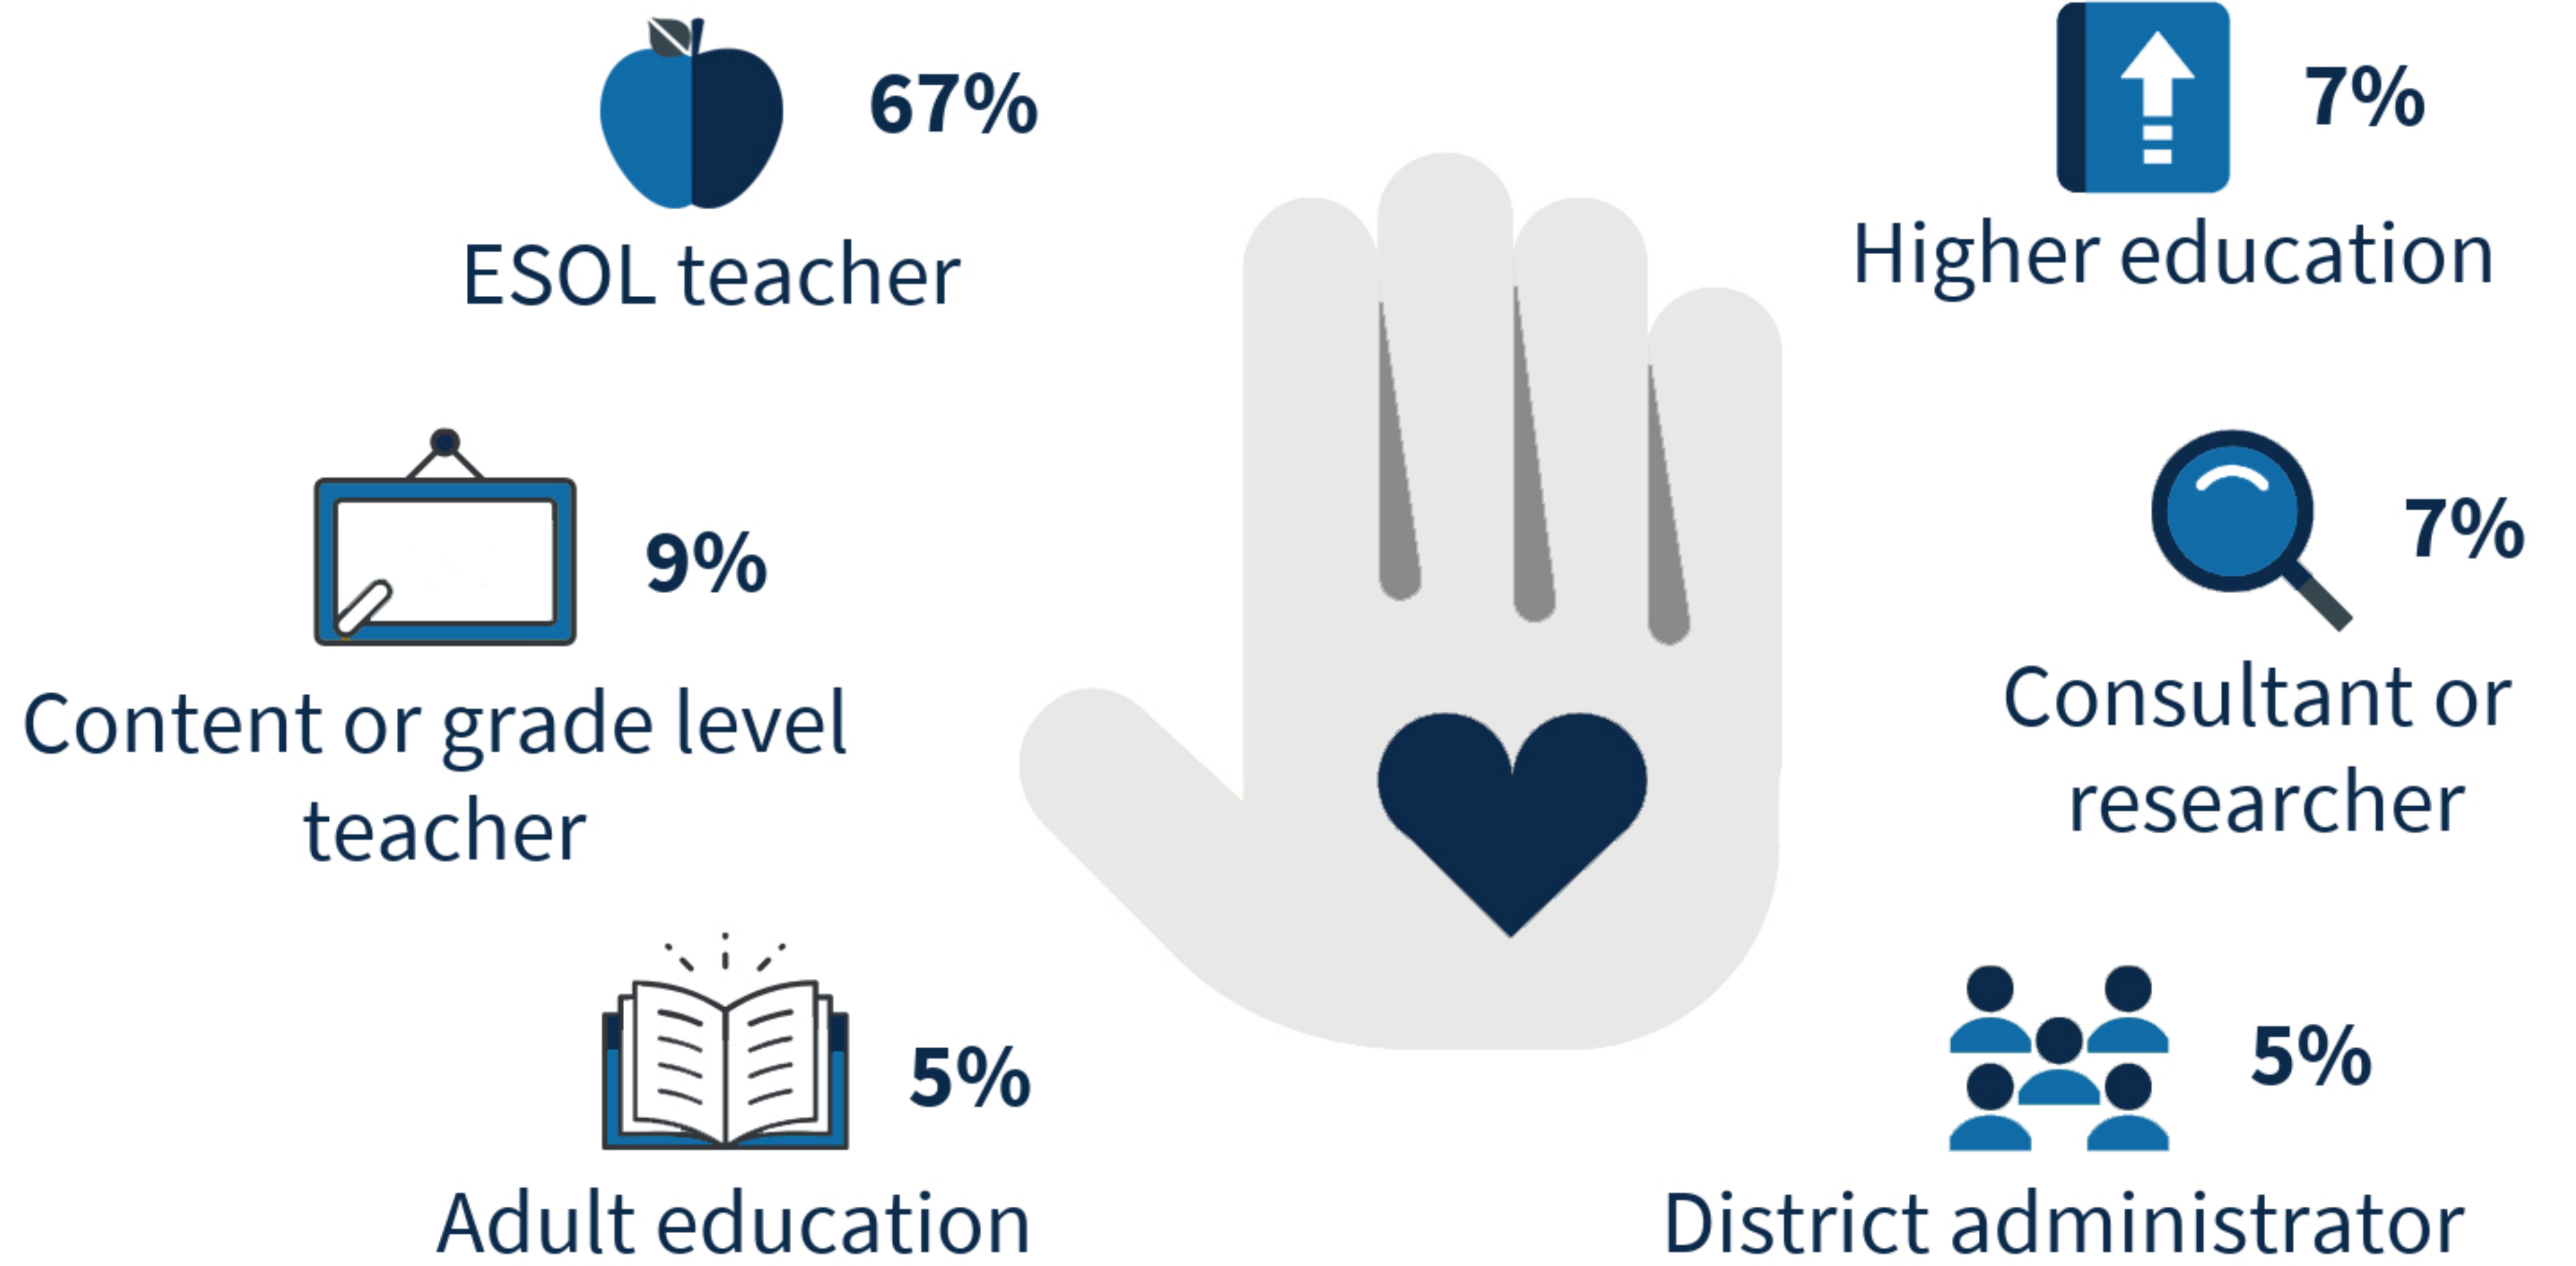 67%
ESOL teacher
9%
Content or grade level
teacher
5%
Adult education
7%
Higher education
7%
Consultant or
researcher
5%
District administrator